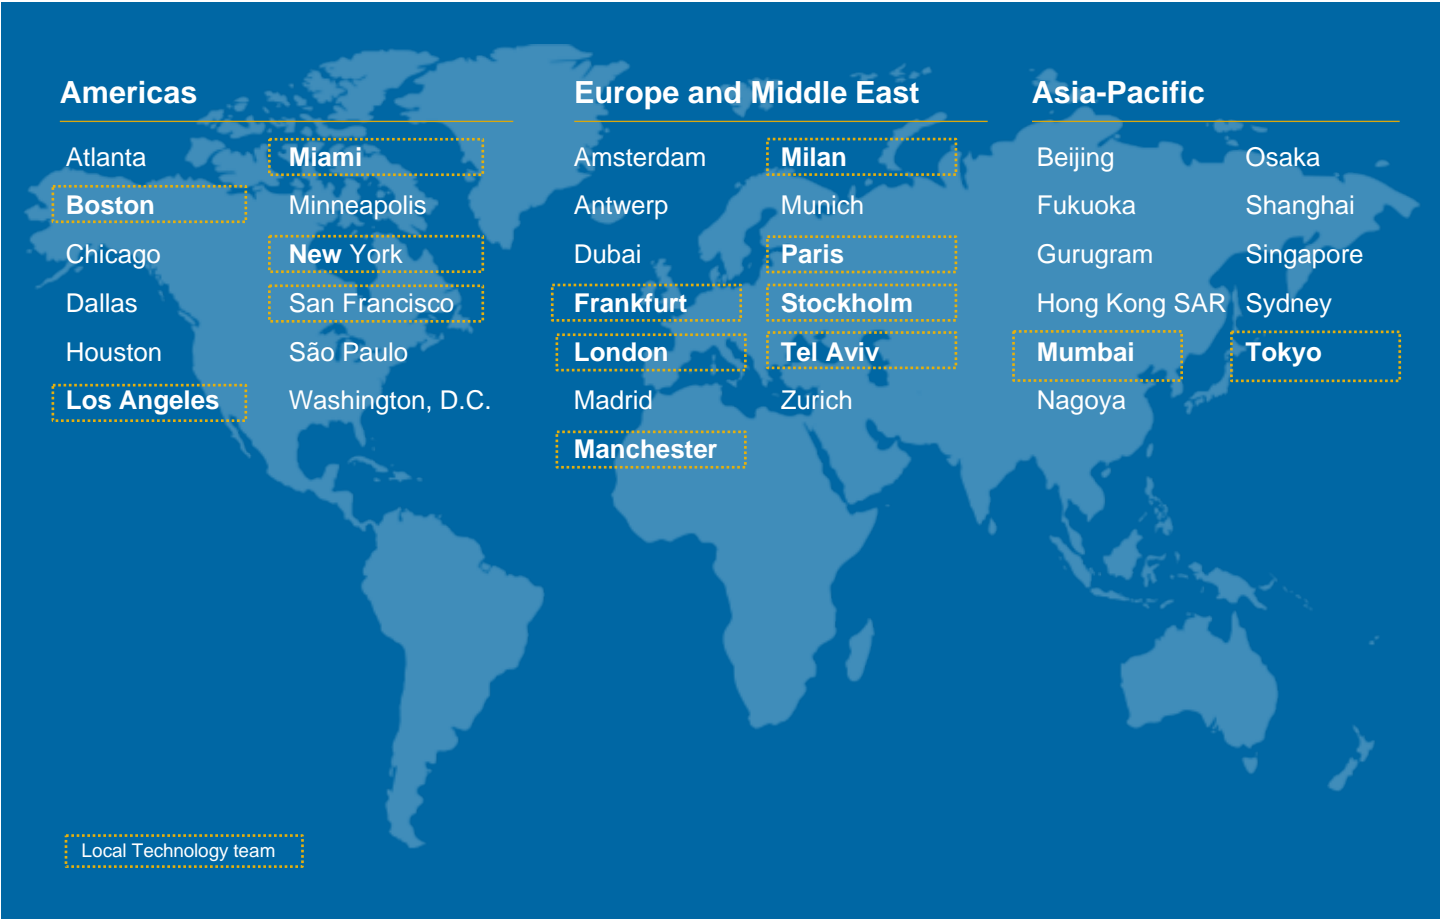 Americas
Atlanta
Boston
Chicago
Dallas
Houston
Los Angeles
Miami
Minneapolis
New York
San Francisco
São Paulo
Washington, D.C.
Europe and Middle East
Amsterdam
Antwerp
Dubai
Frankfurt
London
Madrid
Manchester
Milan
Munich
Paris
Stockholm
Tel Aviv
Zurich
Asia-Pacific
Beijing
Fukuoka
Gurugram
Hong Kong SAR
Mumbai
Nagoya
Osaka
Shanghai
Singapore
Sydney
Tokyo
Local Technology team